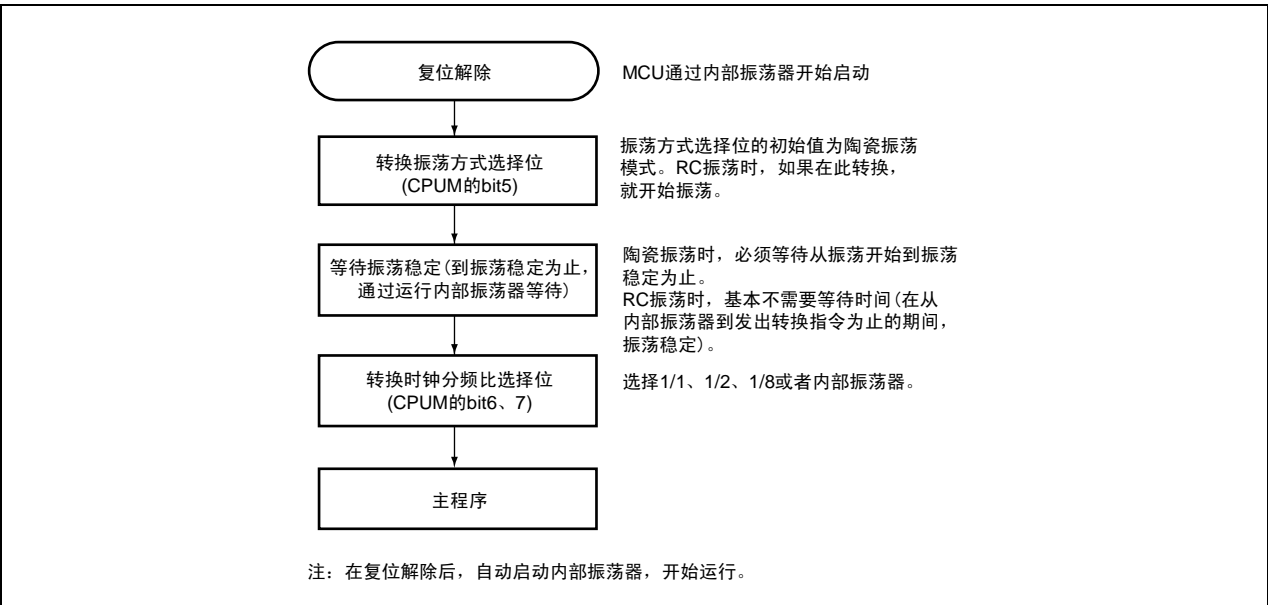 复位解除
MCU通过内部振荡器开始启动
转换振荡方式选择位
(CPUM的bit5)
振荡方式选择位的初始值为陶瓷振荡
模式。RC振荡时，如果在此转换，
就开始振荡。
等待振荡稳定(到振荡稳定为止，
通过运行内部振荡器等待)
陶瓷振荡时，必须等待从振荡开始到振荡
稳定为止。
RC振荡时，基本不需要等待时间(在从
内部振荡器到发出转换指令为止的期间，
振荡稳定)。
转换时钟分频比选择位
(CPUM的bit6、7)
选择1/1、1/2、1/8或者内部振荡器。
主程序
注：在复位解除后，自动启动内部振荡器，开始运行。